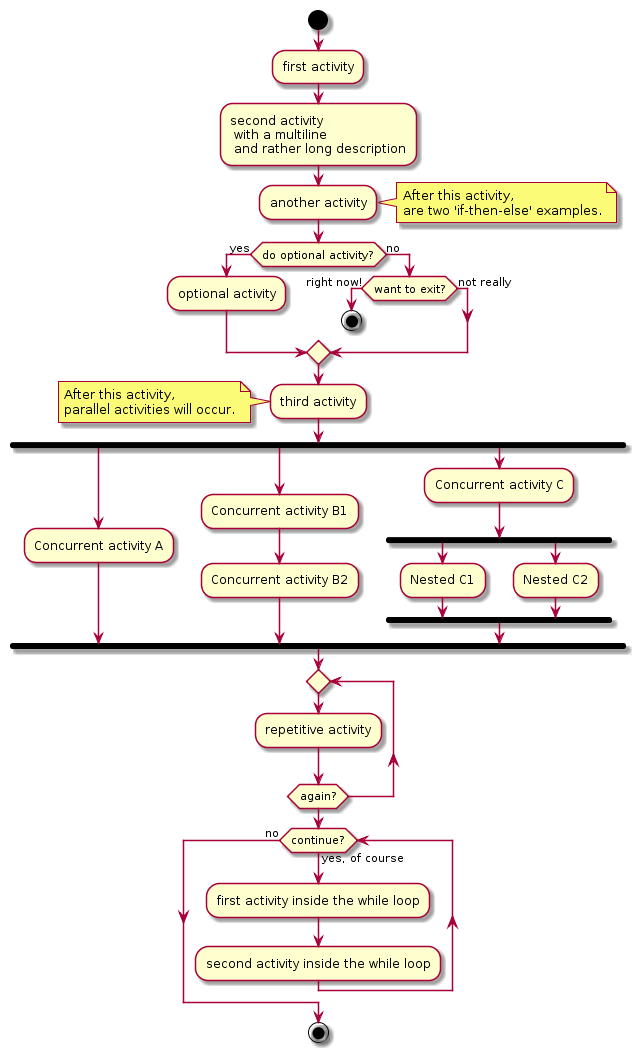 first activity
second activity
with a multiline
and rather long description
another activity
After this activity,
are two 'if-then-else' examples.
yes
do optional activity?
no
optional activity
right now!
want to exit?
not really
After this activity,
parallel activities will occur.
third activity
Concurrent activity A
Concurrent activity B1
Concurrent activity B2
Concurrent activity C
Nested C1
Nested C2
repetitive activity
again?
no
continue?
yes, of course
first activity inside the while loop
second activity inside the while loop